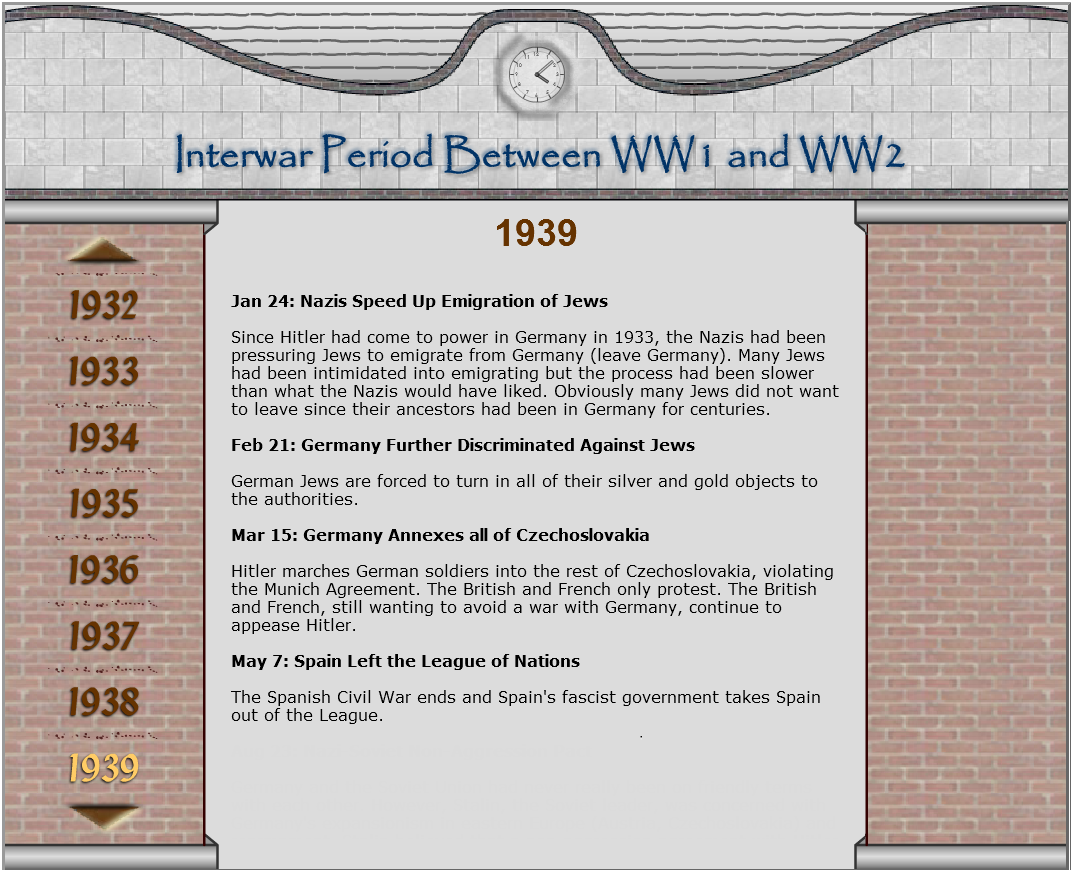 Interwar Period Between WW1 and WW2
1939
1932
1933
1934
1935
1936
1937
1938
1939
Jan 24: Nazis Speed Up Emigration of Jews
Since Hitler had come to power in Germany in 1933, the Nazis had been
pressuring Jews to emigrate from Germany (leave Germany). Many Jews
had been intimidated into emigrating but the process had been slower
than what the Nazis would have liked. Obviously many Jews did not want
to leave since their ancestors had been in Germany for centuries.
Feb 21: Germany Further Discriminated Against Jews
German Jews are forced to turn in all of their silver and gold objects to
the authorities.
Mar 15: Germany Annexes all of Czechoslovakia
Hitler marches German soldiers into the rest of Czechoslovakia, violating
the Munich Agreement. The British and French only protest. The British
and French, still wanting to avoid a war with Germany, continue to
appease Hitler.
May 7: Spain Left the League of Nations
The Spanish Civil War ends and Spain's fascist government takes Spain
out of the League.